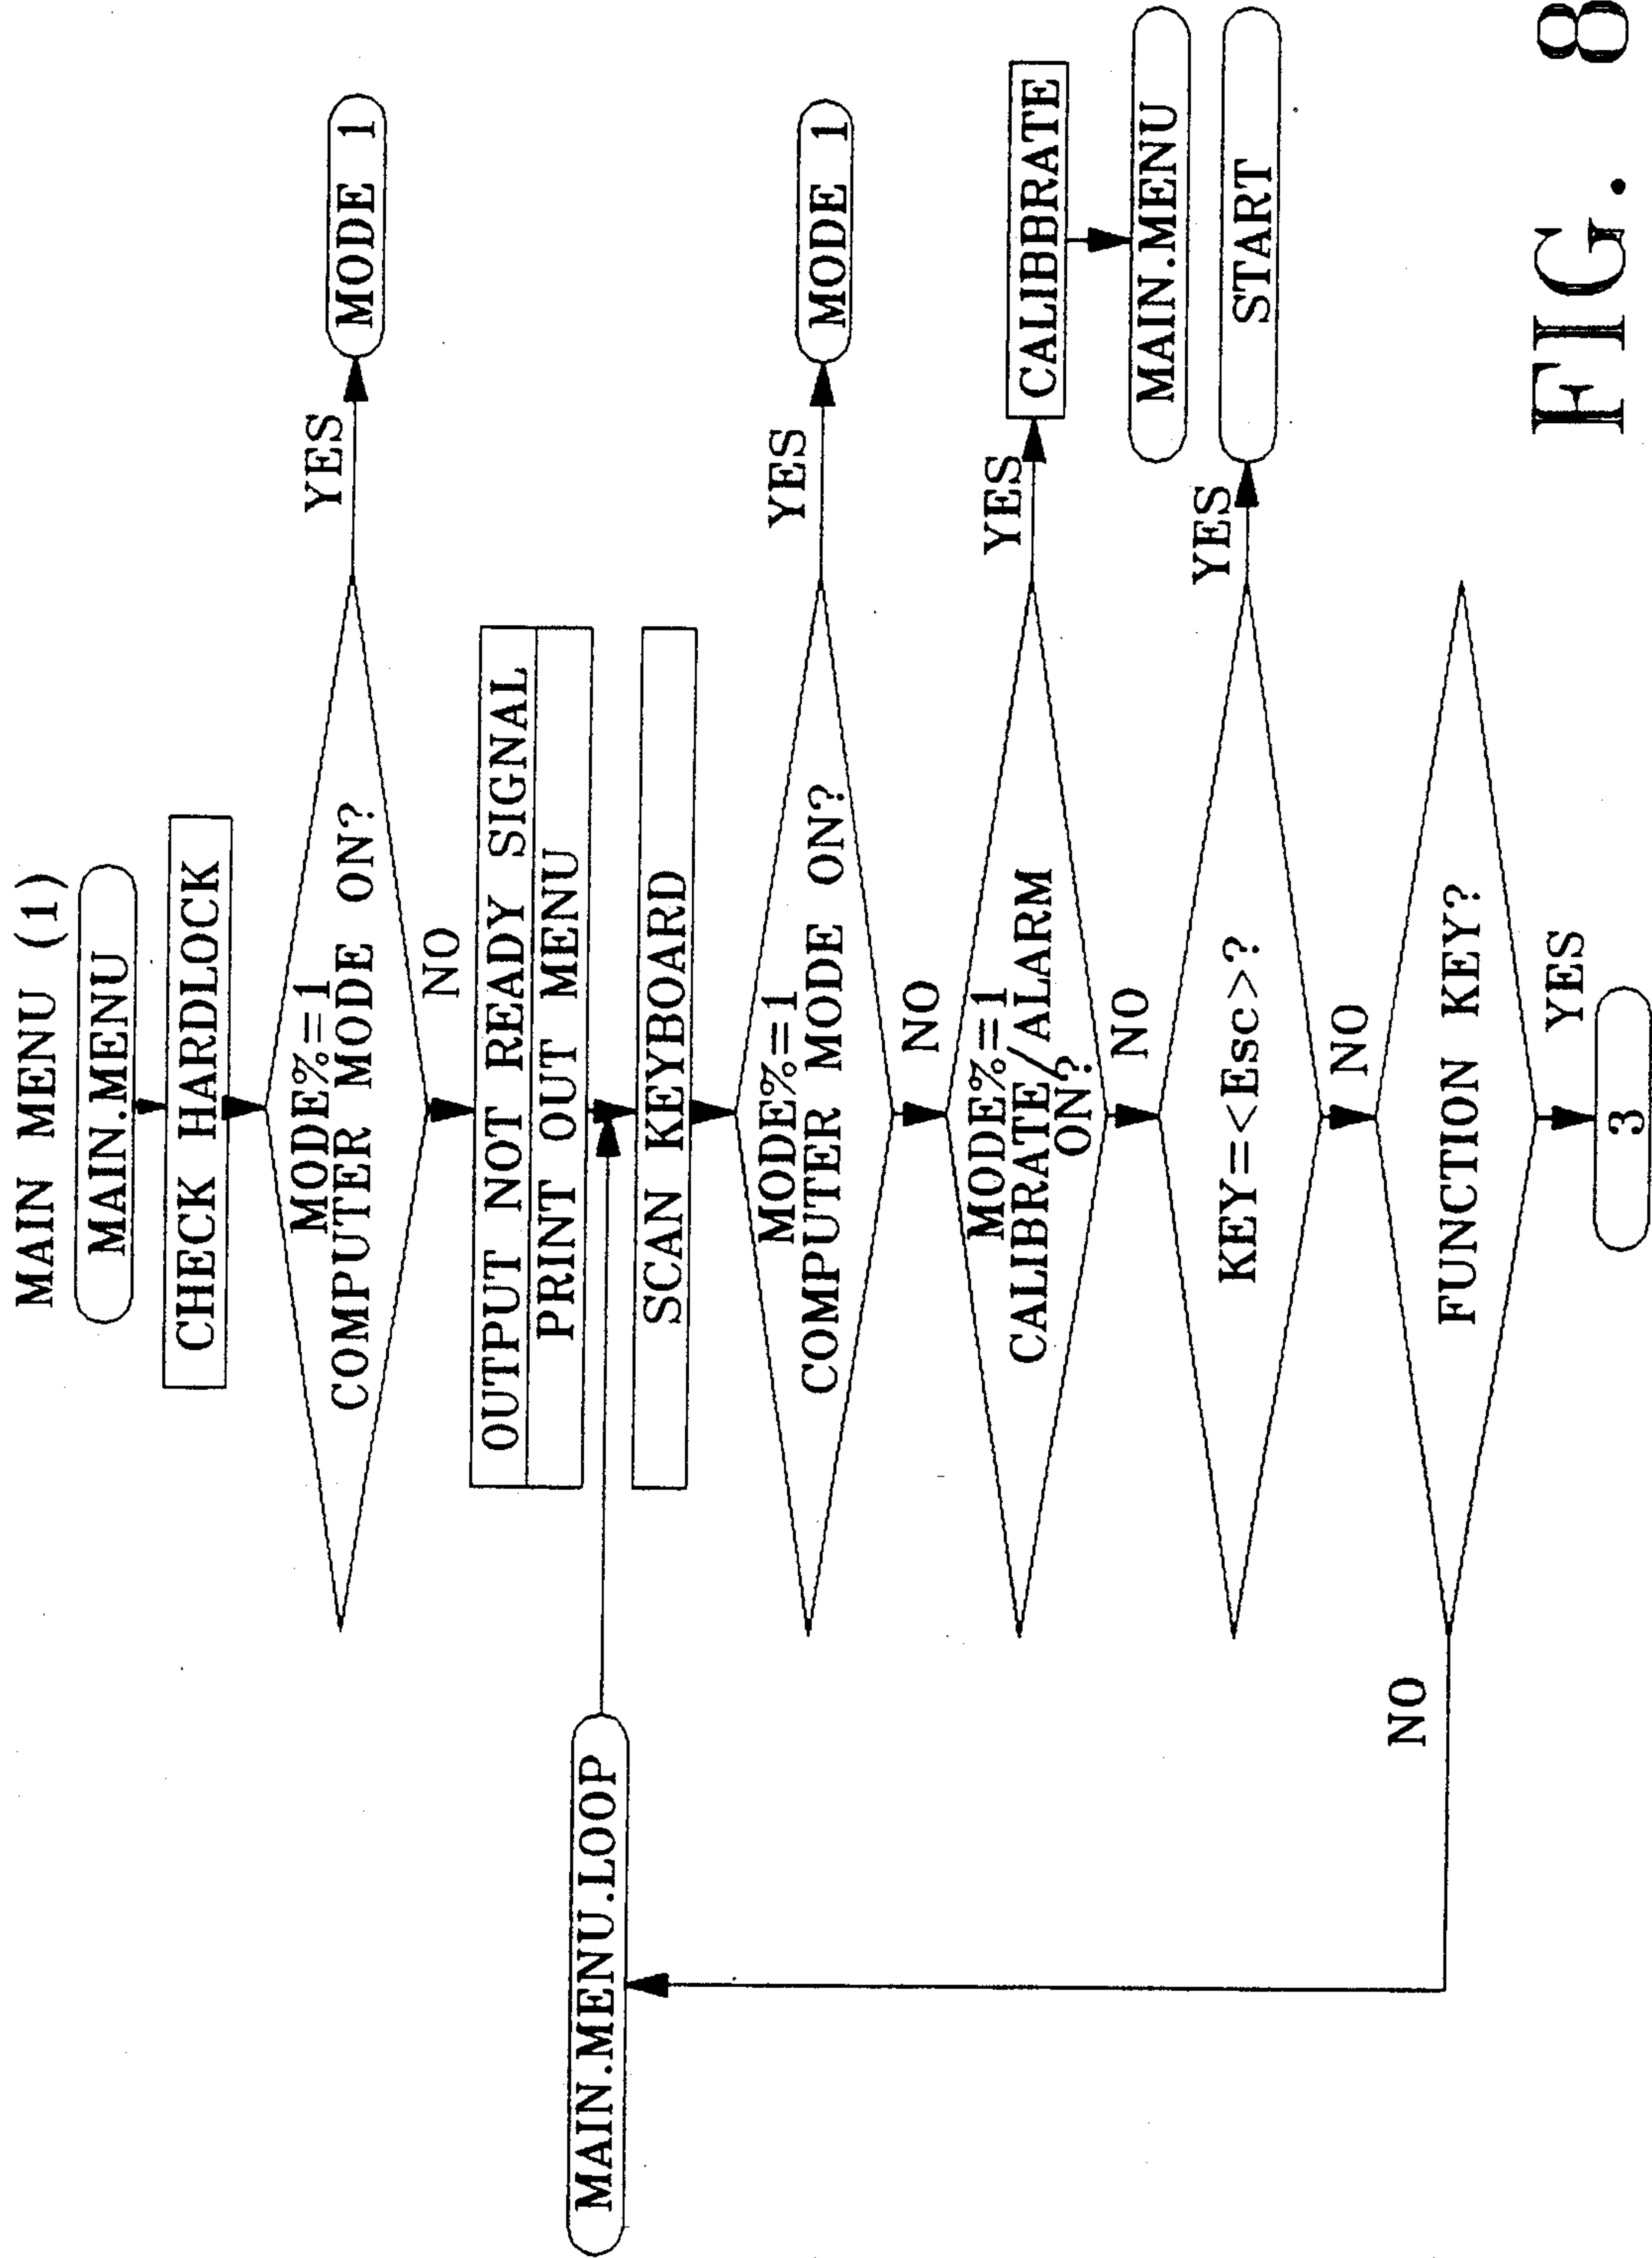 MAIN MENU (1)
MAIN.MENU
CHECK HARDLOCK
MODE%=1
COMPUTER MODE ON?
YES
MODE 1
NO
OUTPUT NOT READY SIGNAL
PRINT OUT MENU
MAIN.MENU.LOOP
SCAN KEYBOARD
MODE%=1
COMPUTER MODE ON?
YES
MODE 1
NO
MODE%=1
CALIBRATE/ALARM
ON?
YES
CALIBBRATE
MAIN.MENU
NO
KEY=<Esc>?
YES
START
NO
FUNCTION KEY?
NO
YES
3
FIG. 8